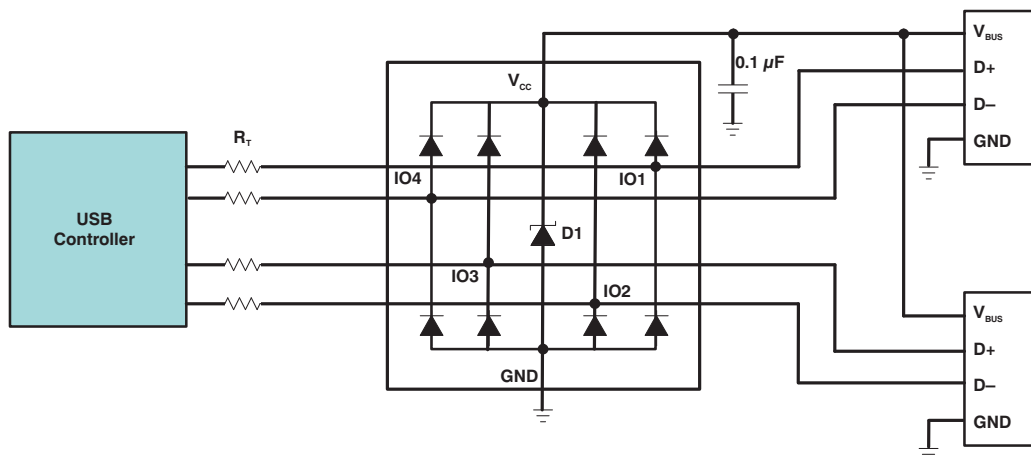 V_BUS
0.1 µF
D+
V_CC
D–
R_T
GND
IO4
IO1
USB
Controller
D1
IO3
IO2
V_BUS
D+
GND
D–
GND